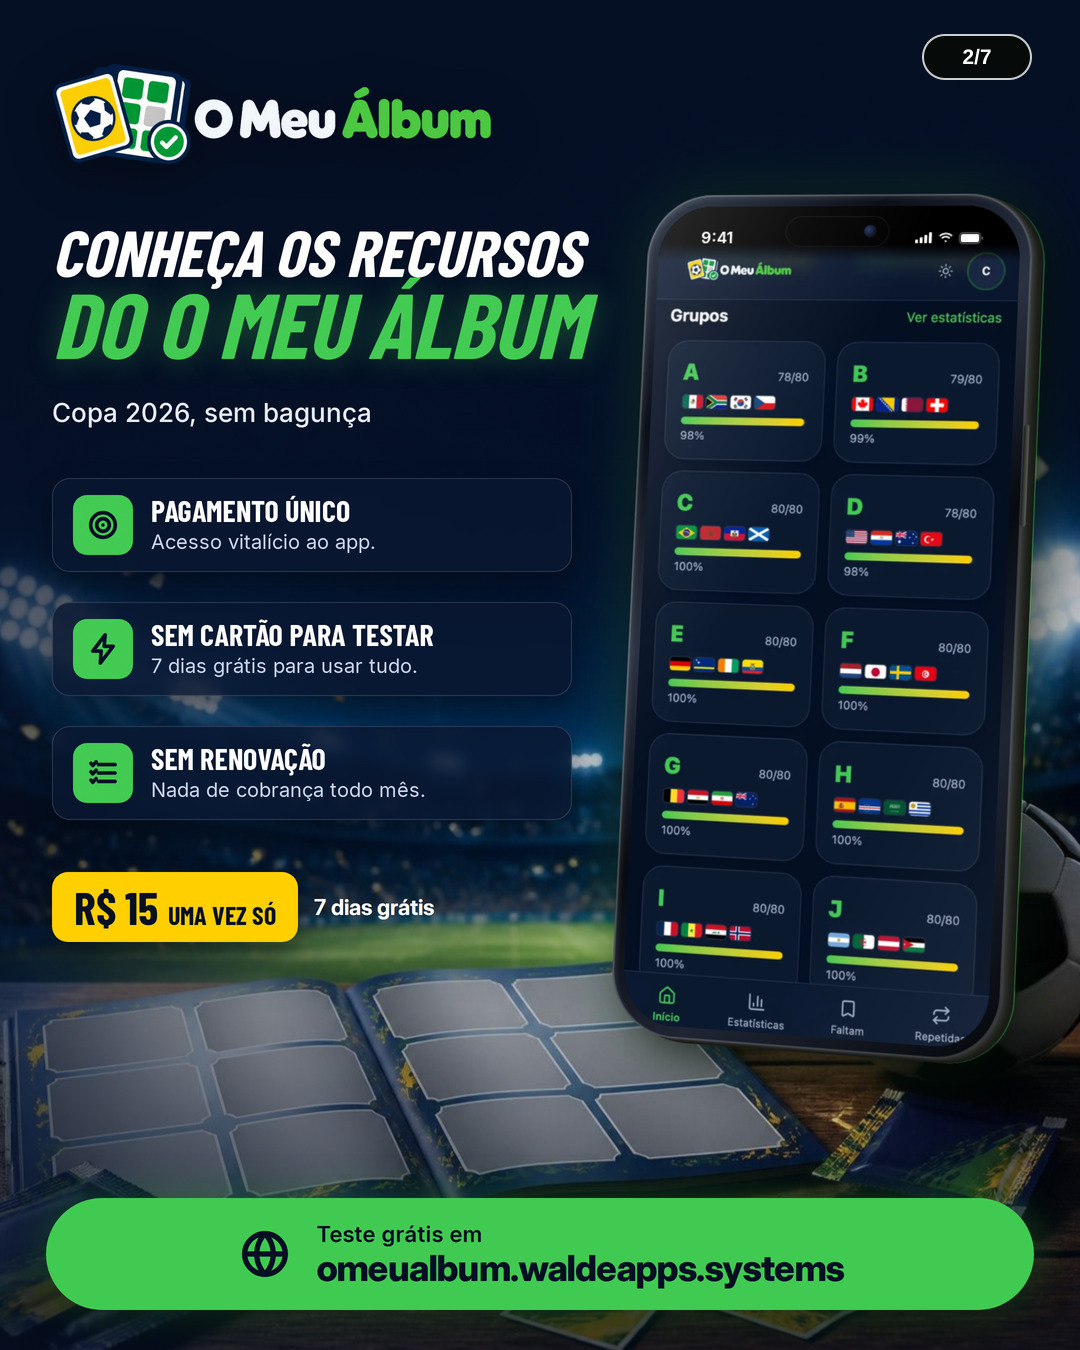 2/7
O Meu Álbum
CONHEÇA OS RECURSOS
DO O MEU ÁLBUM
Copa 2026, sem bagunça
PAGAMENTO ÚNICO
Acesso vitalício ao app.
SEM CARTÃO PARA TESTAR
7 dias grátis para usar tudo.
SEM RENOVAÇÃO
Nada de cobrança todo mês.
R$ 15 UMA VEZ SÓ
7 dias grátis
9:41
O Meu Álbum
C
Grupos
Ver estatísticas
A
78/80
98%
B
79/80
99%
C
80/80
100%
D
78/80
98%
E
80/80
100%
F
80/80
100%
G
80/80
100%
H
80/80
100%
I
80/80
100%
J
80/80
100%
Início
Estatísticas
Faltam
Repetidas
Teste grátis em
omeualbum.waldeapps.systems